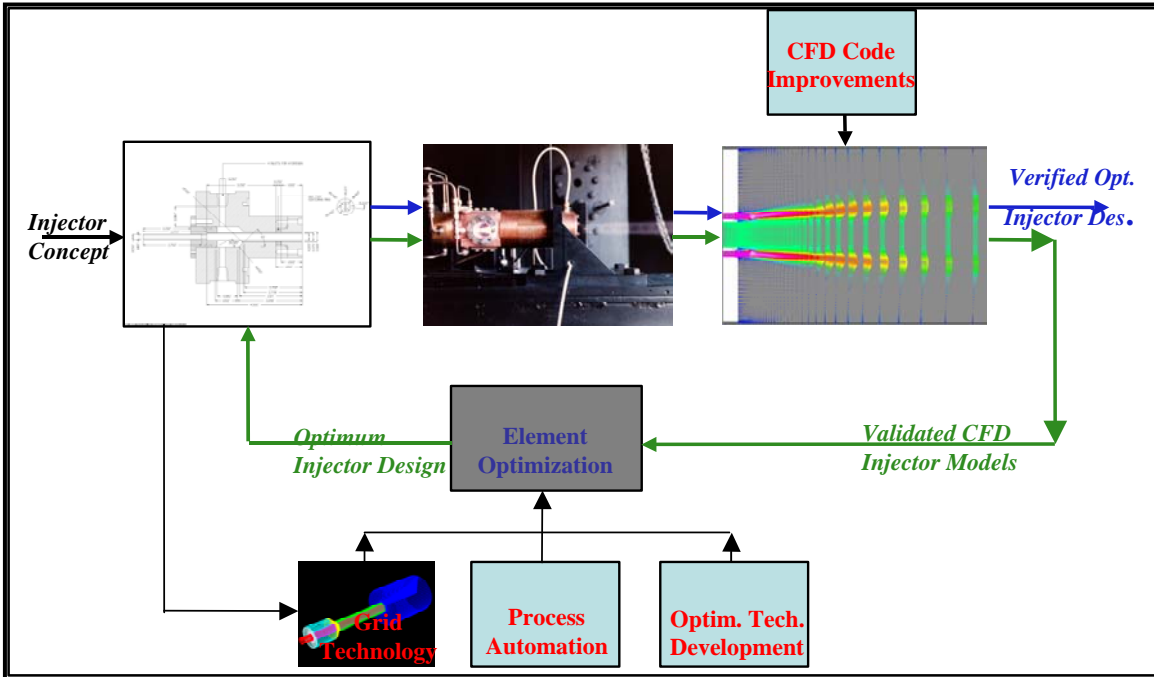 CFD Code
Improvements
Injector
Concept
Verified Opt.
Injector Des.
Optimum
Injector Design
Element
Optimization
Validated CFD
Injector Models
Grid
Technology
Process
Automation
Optim. Tech.
Development